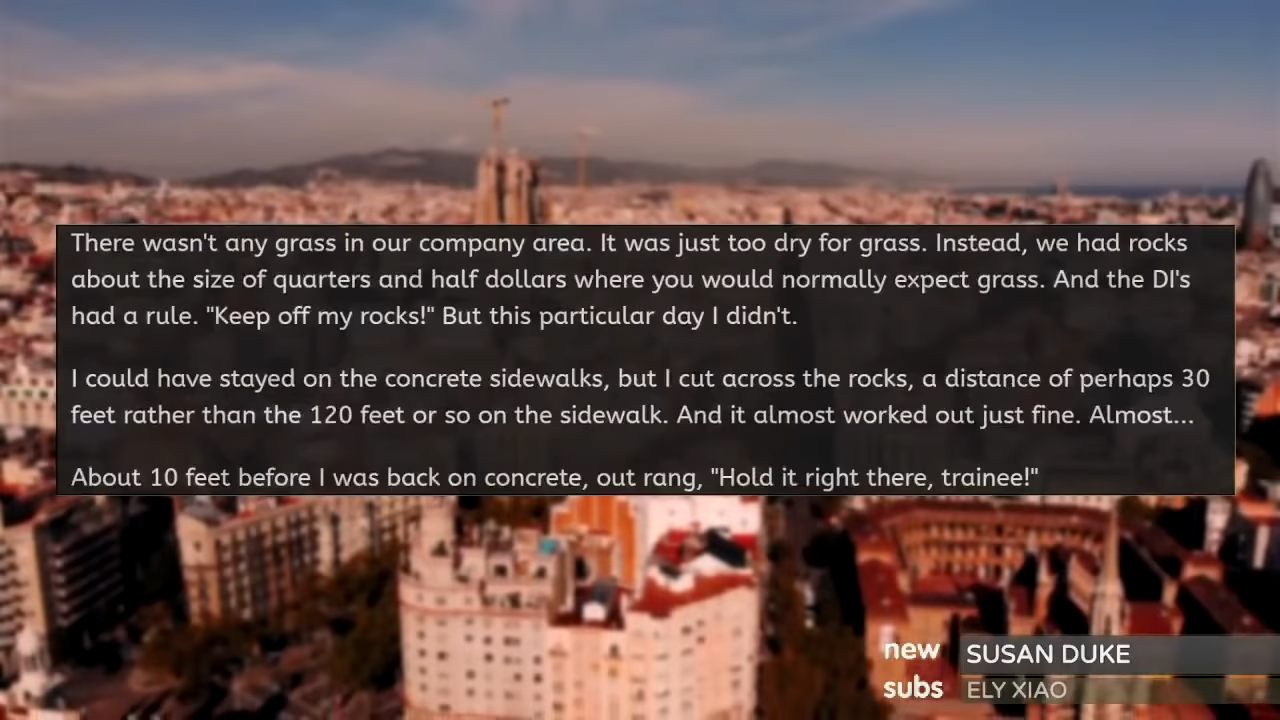 There wasn't any grass in our company area. It was just too dry for grass. Instead, we had rocks
about the size of quarters and half dollars where you would normally expect grass. And the DI's
had a rule. "Keep off my rocks!" But this particular day I didn't.
I could have stayed on the concrete sidewalks, but I cut across the rocks, a distance of perhaps 30
feet rather than the 120 feet or so on the sidewalk. And it almost worked out just fine. Almost...
About 10 feet before I was back on concrete, out rang, "Hold it right there, trainee!"
new SUSAN DUKE
subs ELY XIAO